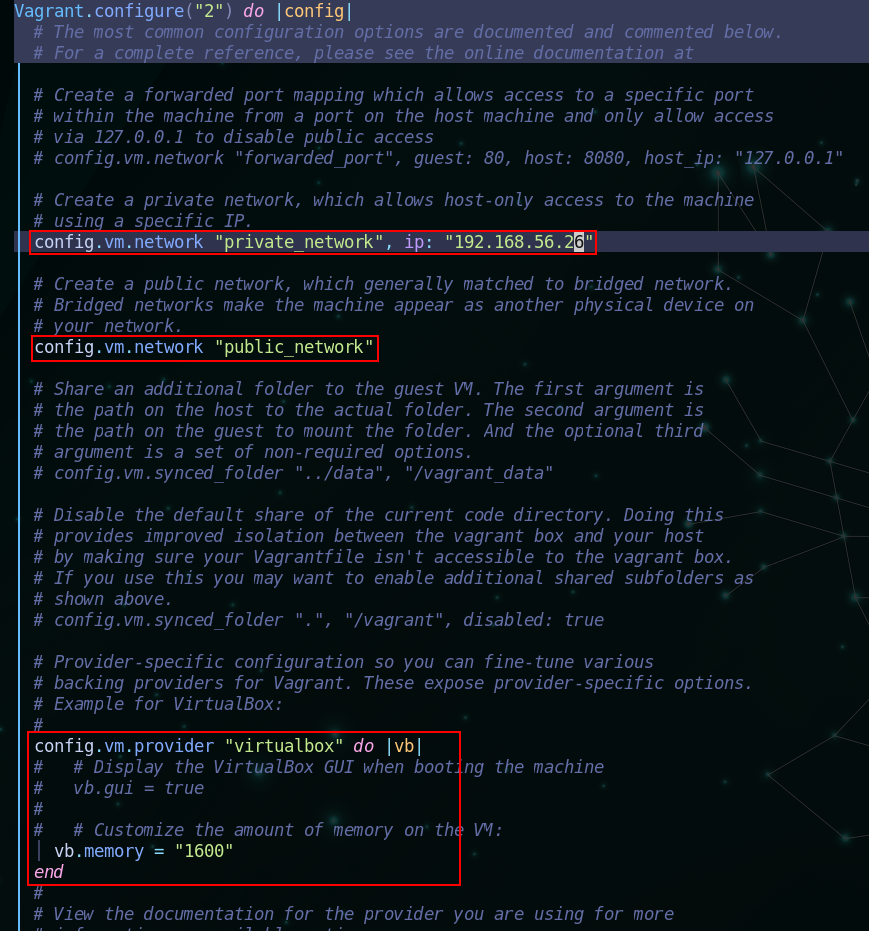 Vagrant.configure("2") do |config|
# The most common configuration options are documented and commented below.
# For a complete reference, please see the online documentation at
# Create a forwarded port mapping which allows access to a specific port
# within the machine from a port on the host machine and only allow access
# via 127.0.0.1 to disable public access
# config.vm.network "forwarded_port", guest: 80, host: 8080, host_ip: "127.0.0.1"
# Create a private network, which allows host-only access to the machine
# using a specific IP.
config.vm.network "private_network", ip: "192.168.56.26"
# Create a public network, which generally matched to bridged network.
# Bridged networks make the machine appear as another physical device on
# your network.
config.vm.network "public_network"
# Share an additional folder to the guest VM. The first argument is
# the path on the host to the actual folder. The second argument is
# the path on the guest to mount the folder. And the optional third
# argument is a set of non-required options.
# config.vm.synced_folder "../data", "/vagrant_data"
# Disable the default share of the current code directory. Doing this
# provides improved isolation between the vagrant box and your host
# by making sure your Vagrantfile isn't accessible to the vagrant box.
# If you use this you may want to enable additional shared subfolders as
# shown above.
# config.vm.synced_folder ".", "/vagrant", disabled: true
# Provider-specific configuration so you can fine-tune various
# backing providers for Vagrant. These expose provider-specific options.
# Example for VirtualBox:
#
config.vm.provider "virtualbox" do |vb|
#   # Display the VirtualBox GUI when booting the machine
#   vb.gui = true
#
#   # Customize the amount of memory on the VM:
vb.memory = "1600"
end
#
# View the documentation for the provider you are using for more